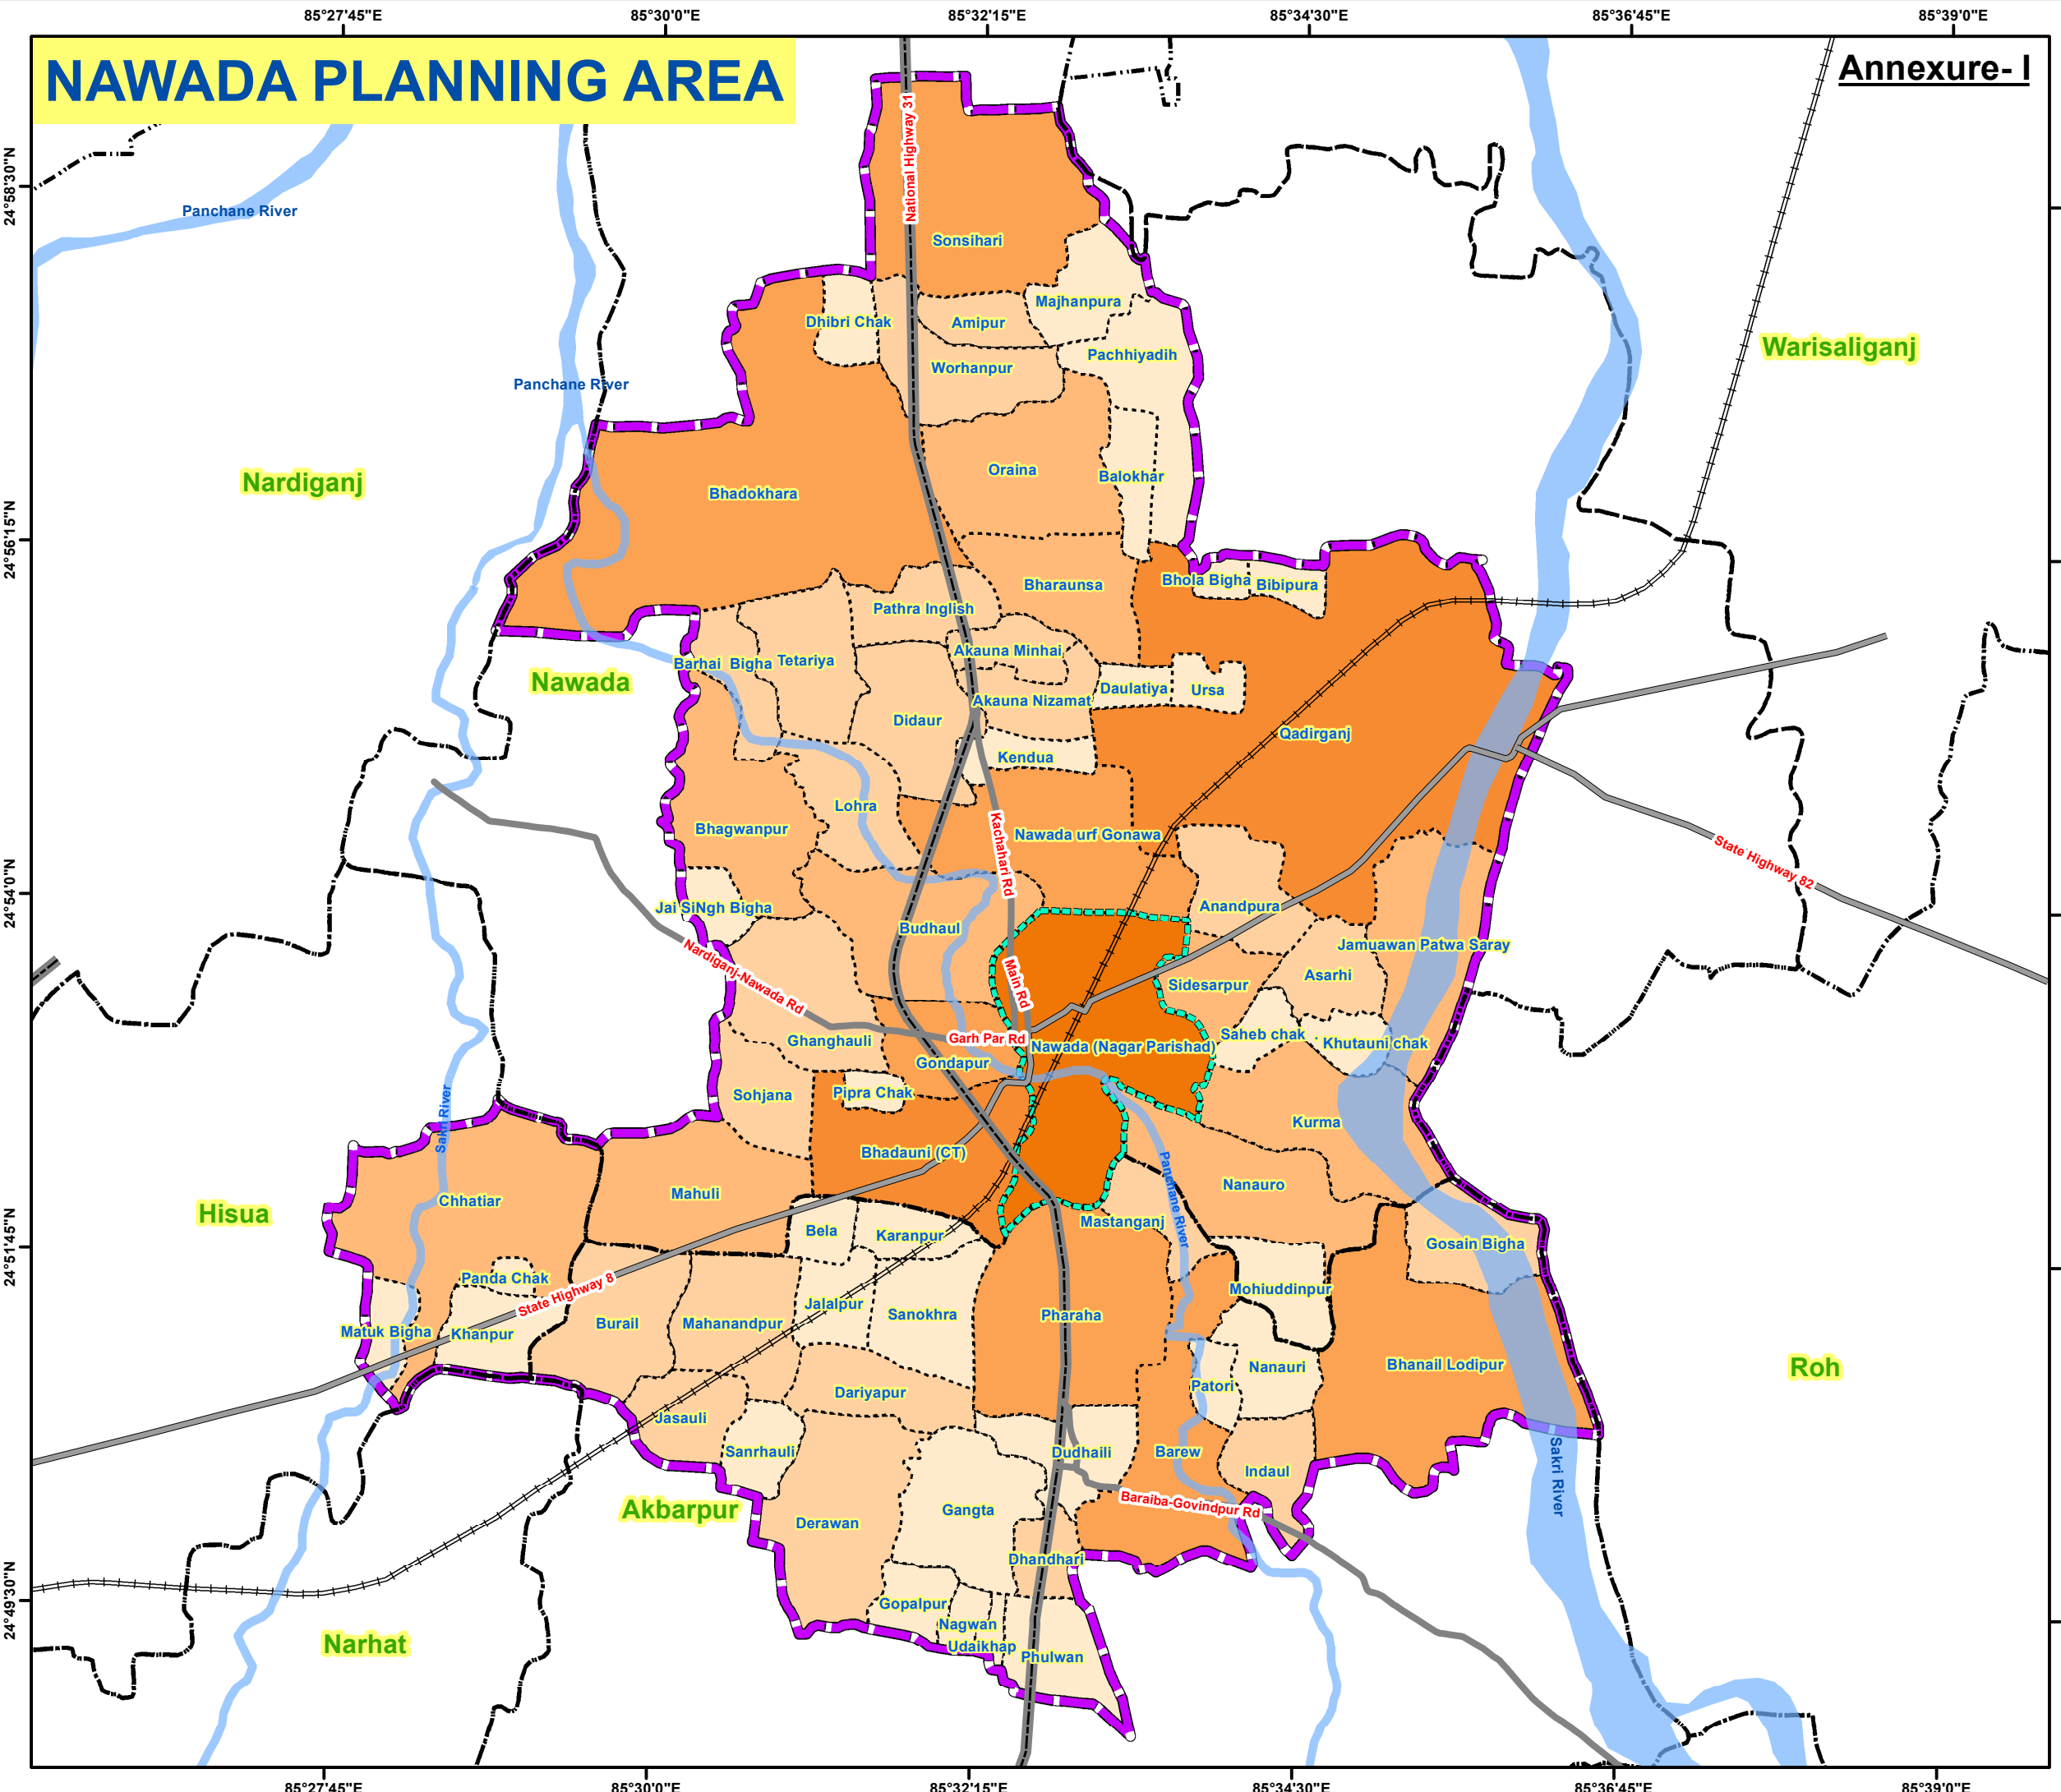 85°27'45"E
85°30'0"E
85°32'15"E
85°34'30"E
85°36'45"E
85°39'0"E
NAWADA PLANNING AREA
Annexure- I
National Highway 31
24°58'30"N
Panchane River
Sonsihari
Majhanpura
Dhibri Chak
Amipur
Warisaliganj
Pachhiyadih
Worhanpur
Panchane River
Nardiganj
Oraina
Balokhar
Bhadokhara
24°56'15"N
Bharaunsa
Bhola Bigha
Bibipura
Pathra Inglish
Akauna Minhai
Barhai Bigha
Tetariya
Nawada
Daulatiya
Ursa
Akauna Nizamat
Didaur
Qadirganj
Kendua
Lohra
Bhagwanpur
Nawada urf Gonawa
Kachahari Rd
State Highway 82
24°54'0"N
Jai SiNgh Bigha
Anandpura
Budhaul
Jamuawan Patwa Saray
Nardiganj-Nawada Rd
Main Rd
Asarhi
Sidesarpur
Saheb chak
Khutauni chak
Ghanghauli
Garh Par Rd
Nawada (Nagar Parishad)
Gondapur
Pipra Chak
Sohjana
Sakri River
Kurma
Bhadauni (CT)
Nanauro
Mahuli
Chhatiar
Panchane River
Hisua
24°51'45"N
Mastanganj
Bela
Karanpur
Gosain Bigha
Panda Chak
State Highway 8
Mohiuddinpur
Jalalpur
Sanokhra
Pharaha
Burail
Mahanandpur
Matuk Bigha
Khanpur
Nanauri
Bhanail Lodipur
Roh
Patori
Dariyapur
Jasauli
Sanrhauli
Dudhaili
Barew
Indaul
Sakri River
Akbarpur
Gangta
Baraiba-Govindpur Rd
Derawan
Dhandhari
24°49'30"N
Gopalpur
Nagwan
Narhat
Udaikhap
Phulwan
85°27'45"E
85°30'0"E
85°32'15"E
85°34'30"E
85°36'45"E
85°39'0"E